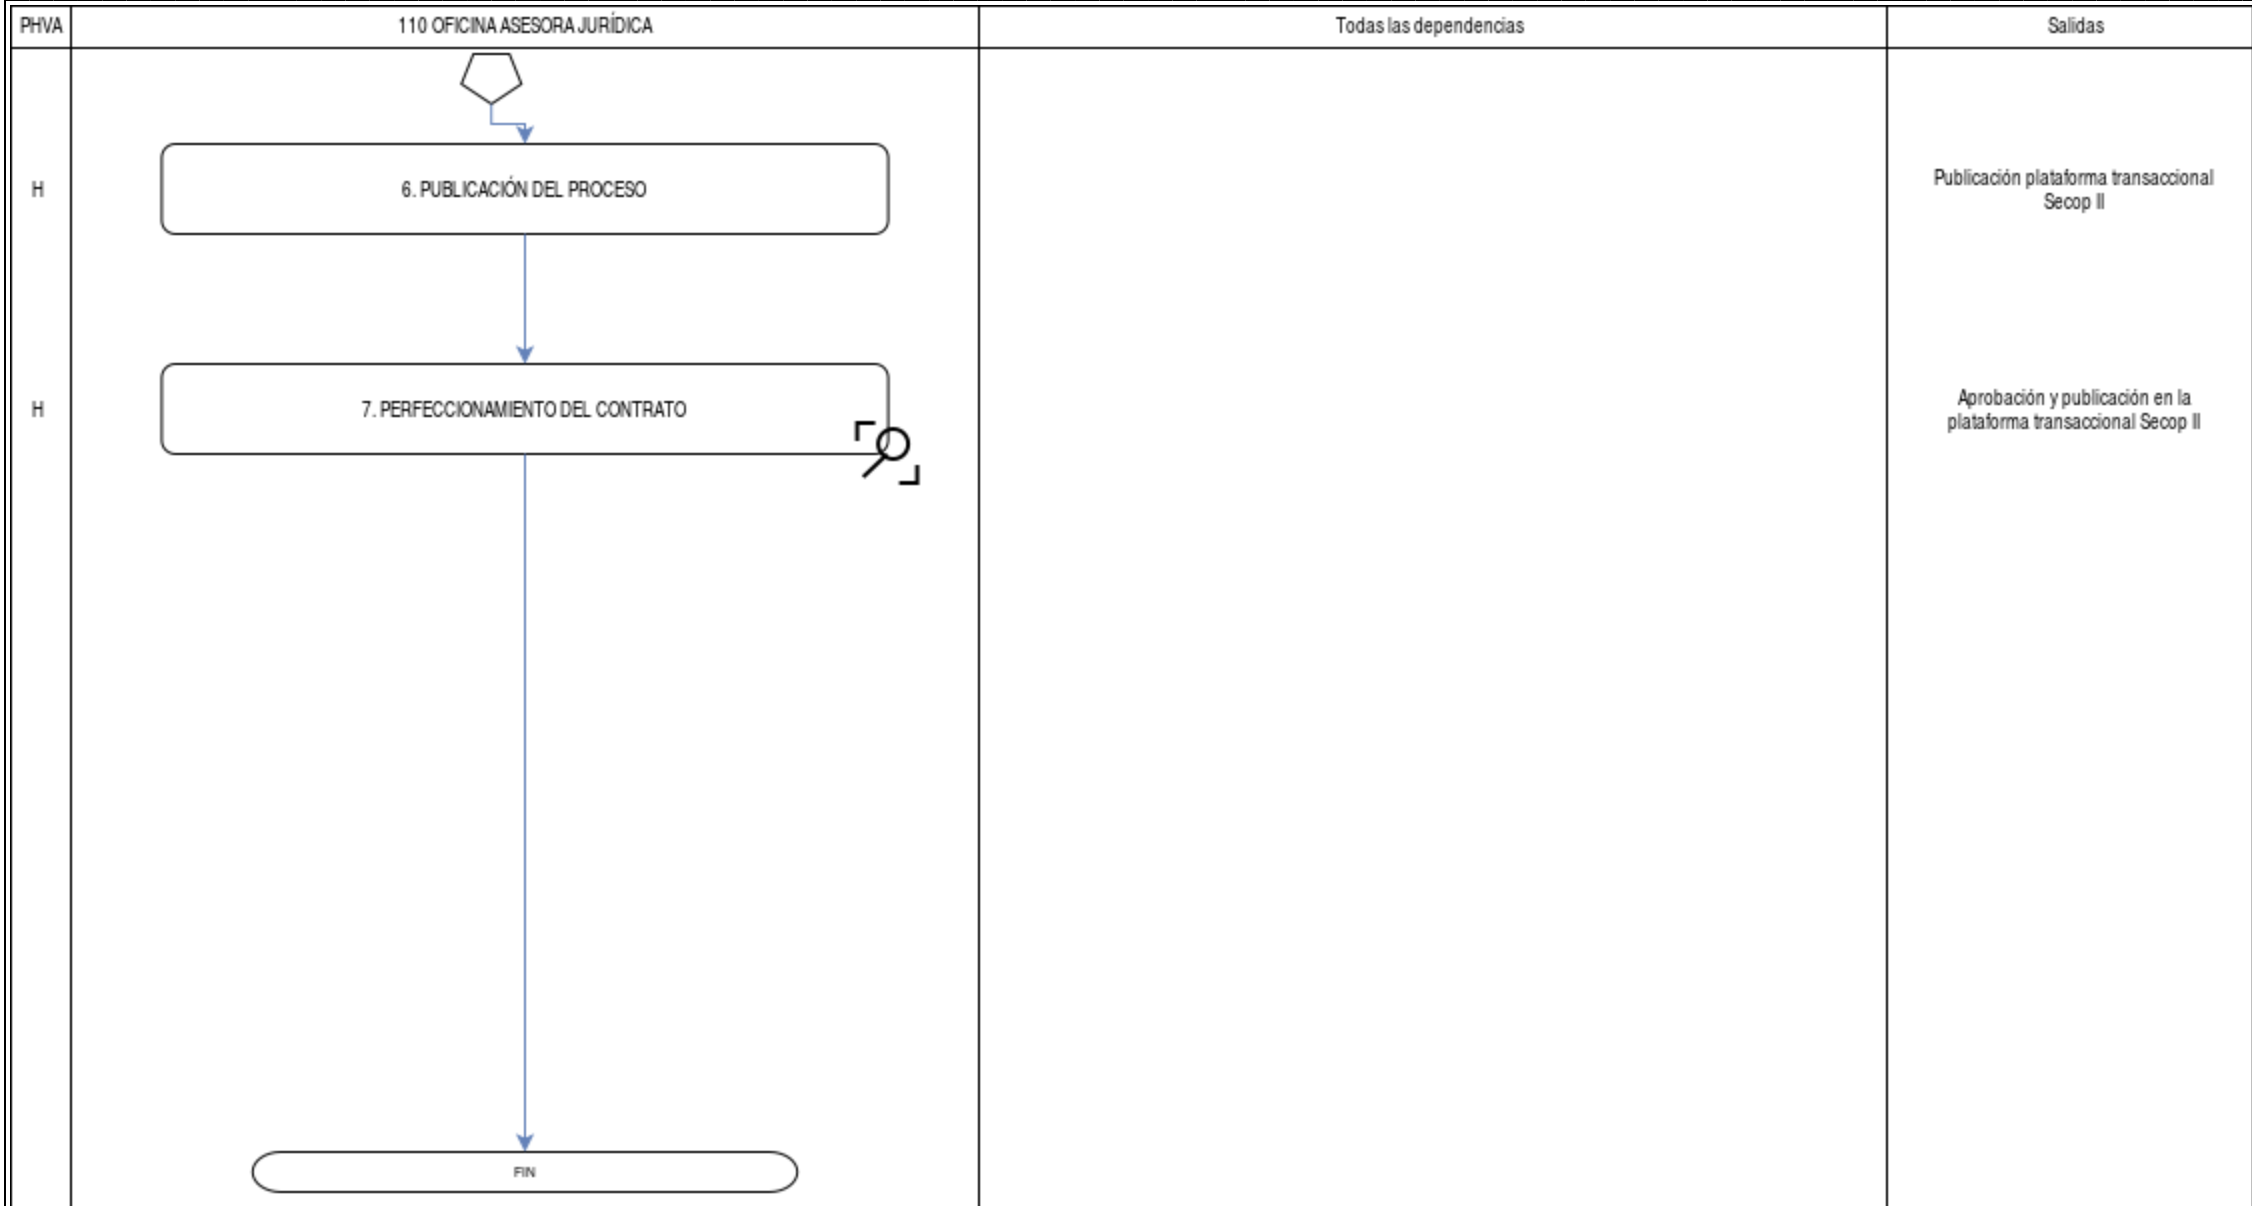 PHVA
110 OFICINA ASESORA JURÍDICA
Todas las dependencias
Salidas
H
6. PUBLICACIÓN DEL PROCESO
Publicación plataforma transaccional
Secop II
H
7. PERFECCIONAMIENTO DEL CONTRATO
Aprobación y publicación en la
plataforma transaccional Secop II
FIN